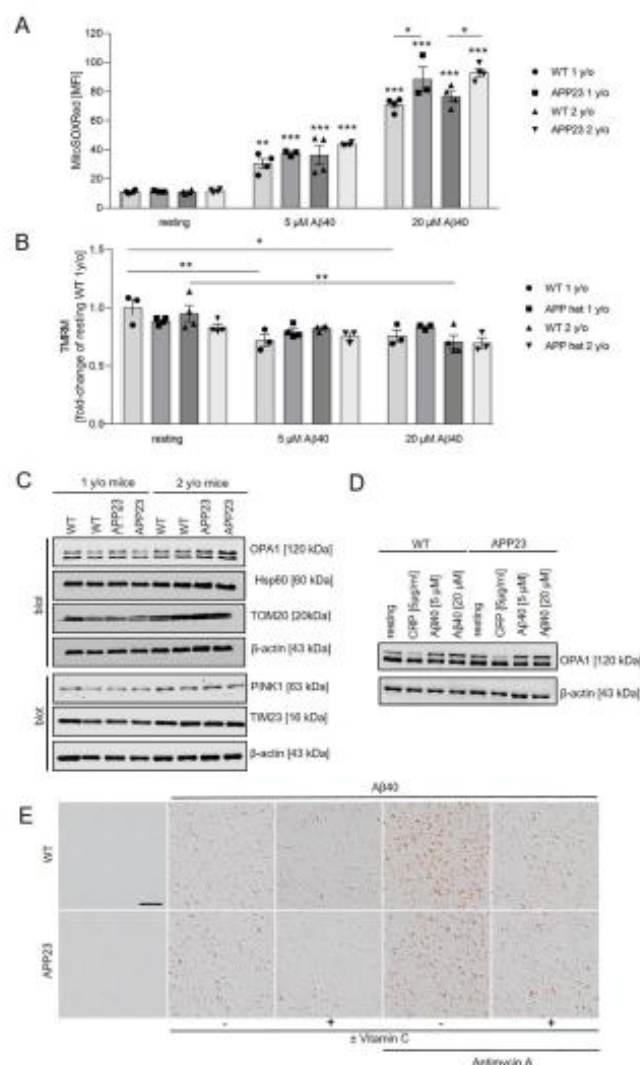 A
MitoSOXRed [MFI]
120
100
80
60
40
20
0
** *** *** ***
*** *** *** ***
* *
resting
5 µM Aβ40
20 µM Aβ40
WT 1 y/o
APP23 1 y/o
WT 2 y/o
APP23 2 y/o
B
TMRM
[fold-change of resting WT 1y/o]
1.5
1.0
0.5
0.0
*
**
**
resting
5 µM Aβ40
20 µM Aβ40
WT 1 y/o
APP het 1 y/o
WT 2 y/o
APP het 2 y/o
C
1 y/o mice
2 y/o mice
WT
WT
APP23
APP23
WT
WT
APP23
APP23
blot
OPA1 [120 kDa]
Hsp60 [60 kDa]
TOM20 [20kDa]
β-actin [43 kDa]
blot
PINK1 [63 kDa]
TIM23 [16 kDa]
β-actin [43 kDa]
D
WT
APP23
resting
CRP [5µg/ml]
Aβ40 [5 µM]
Aβ40 [20 µM]
resting
CRP [5µg/ml]
Aβ40 [5 µM]
Aβ40 [20 µM]
OPA1 [120 kDa]
β-actin [43 kDa]
E
Aβ40
WT
APP23
- + - +
± Vitamin C
Antimycin A